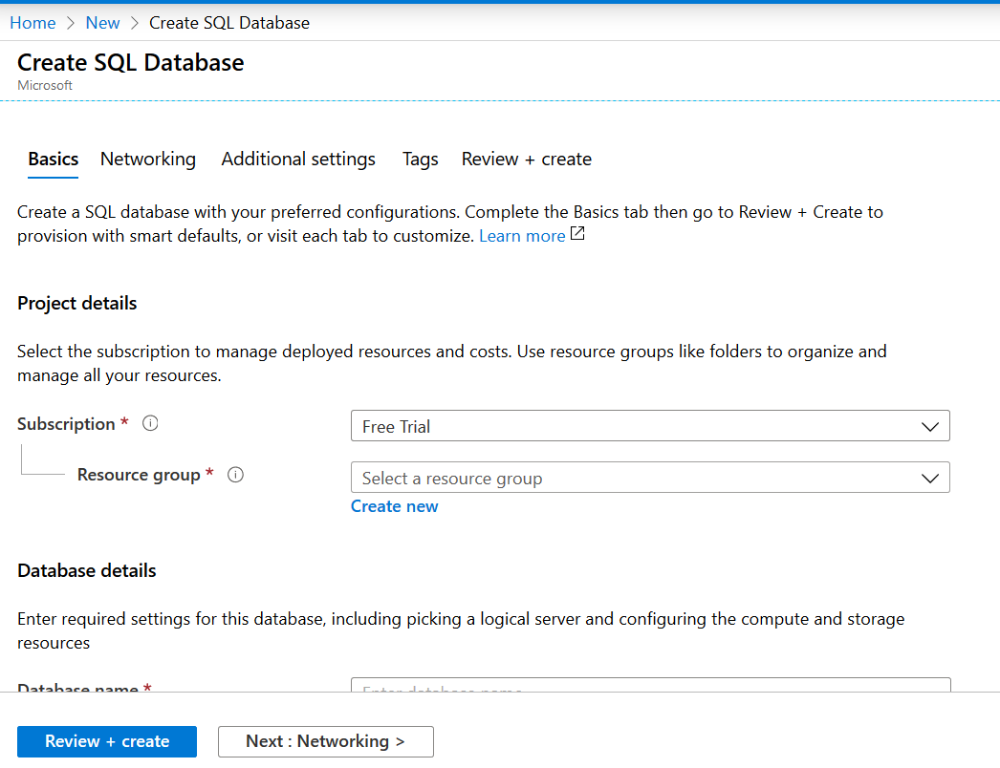 Home > New > Create SQL Database
Create SQL Database
Microsoft
Basics Networking Additional settings Tags Review + create
Create a SQL database with your preferred configurations. Complete the Basics tab then go to Review + Create to
provision with smart defaults, or visit each tab to customize. Learn more
Project details
Select the subscription to manage deployed resources and costs. Use resource groups like folders to organize and
manage all your resources.
Subscription * Free Trial
Resource group * Select a resource group
Create new
Database details
Enter required settings for this database, including picking a logical server and configuring the compute and storage
resources
Database name * Enter database name
Review + create Next : Networking >